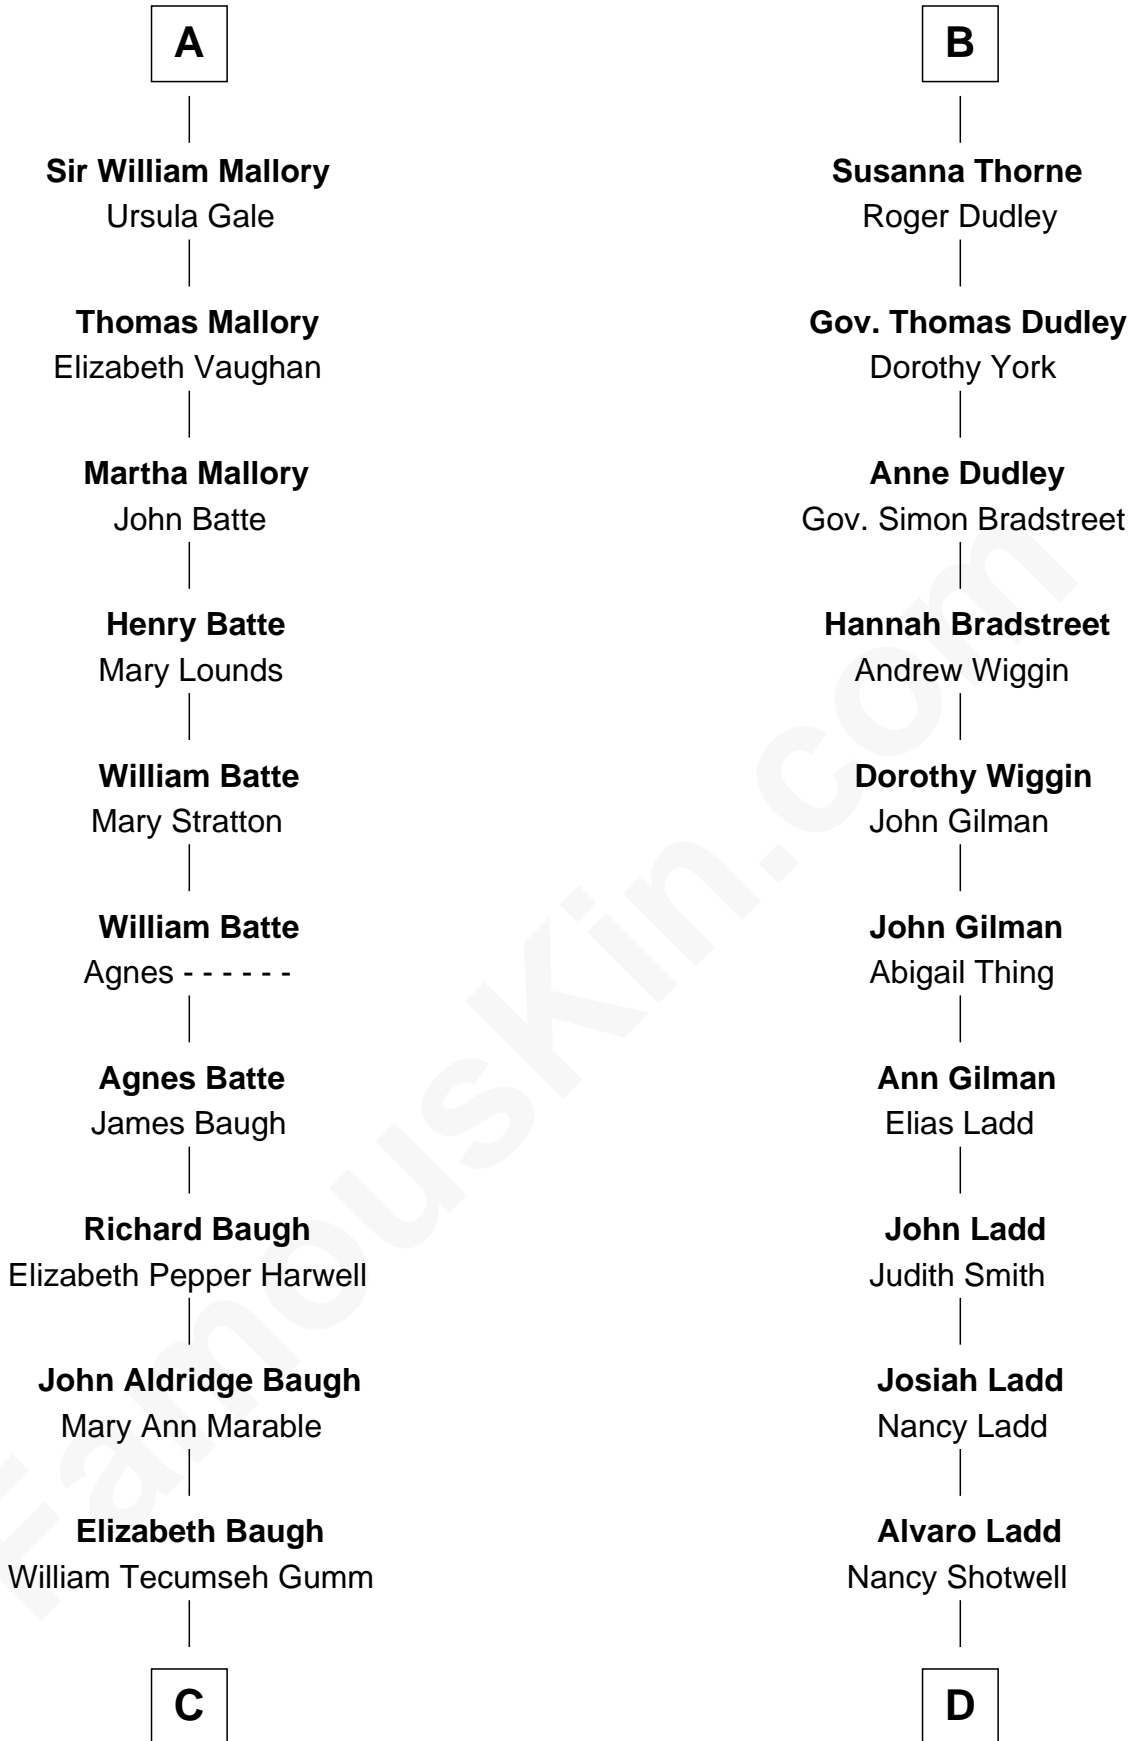 A
Sir William Mallory
Ursula Gale
Thomas Mallory
Elizabeth Vaughan
Martha Mallory
John Batte
Henry Batte
Mary Lounds
William Batte
Mary Stratton
William Batte
Agnes - - - - - -
Agnes Batte
James Baugh
Richard Baugh
Elizabeth Pepper Harwell
John Aldridge Baugh
Mary Ann Marable
Elizabeth Baugh
William Tecumseh Gumm
C
B
Susanna Thorne
Roger Dudley
Gov. Thomas Dudley
Dorothy York
Anne Dudley
Gov. Simon Bradstreet
Hannah Bradstreet
Andrew Wiggin
Dorothy Wiggin
John Gilman
John Gilman
Abigail Thing
Ann Gilman
Elias Ladd
John Ladd
Judith Smith
Josiah Ladd
Nancy Ladd
Alvaro Ladd
Nancy Shotwell
D
FamousKin.com